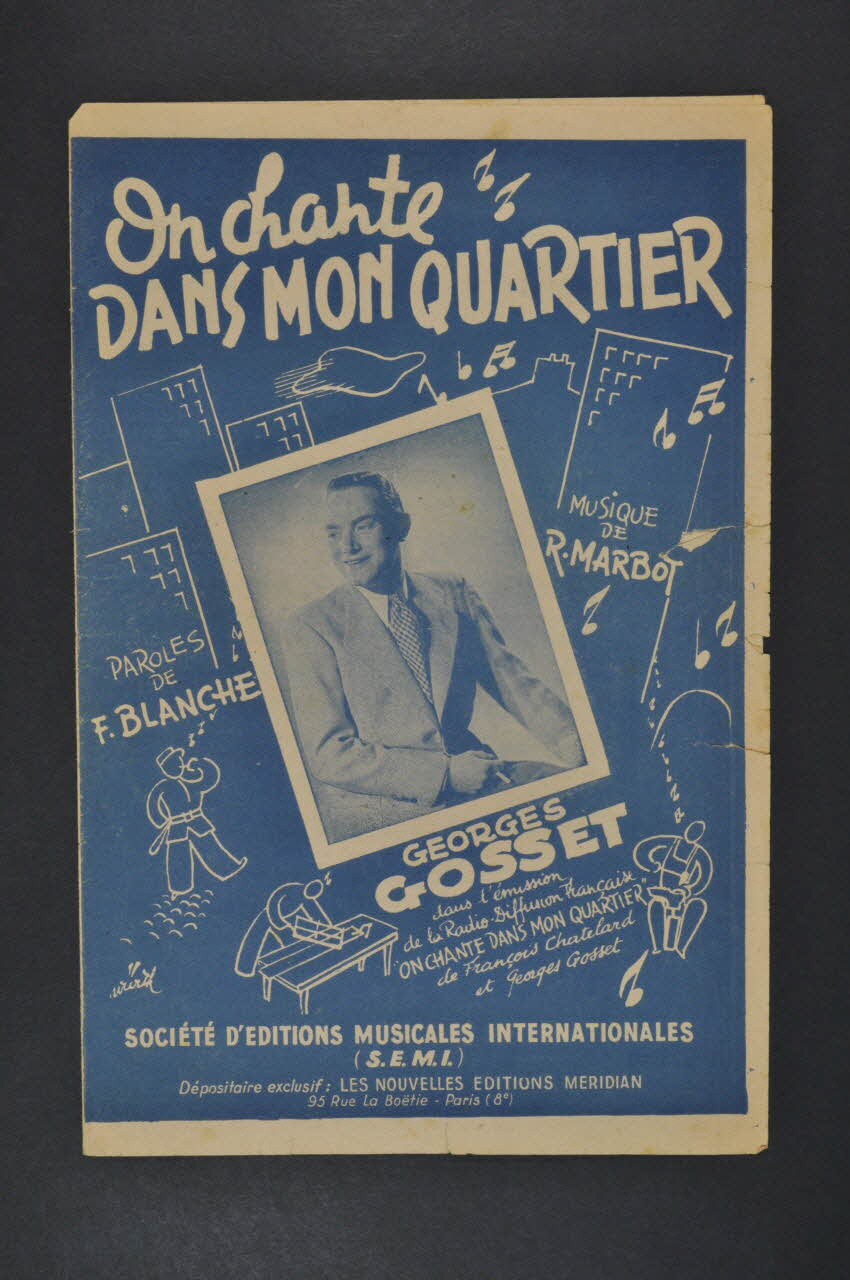 On chante
DANS MON QUARTIER
MUSIQUE
DE
R. MARBOT
PAROLES
DE
F. BLANCHE
GEORGES
GOSSET
dans l'émission
de la Radio-Diffusion Française
"ON CHANTE DANS MON QUARTIER"
de François Chatelard
et Georges Gosset
SOCIÉTÉ D'EDITIONS MUSICALES INTERNATIONALES
(S.E.M.I.)
Dépositaire exclusif : LES NOUVELLES EDITIONS MERIDIAN
95 Rue La Boëtie - Paris (8e)